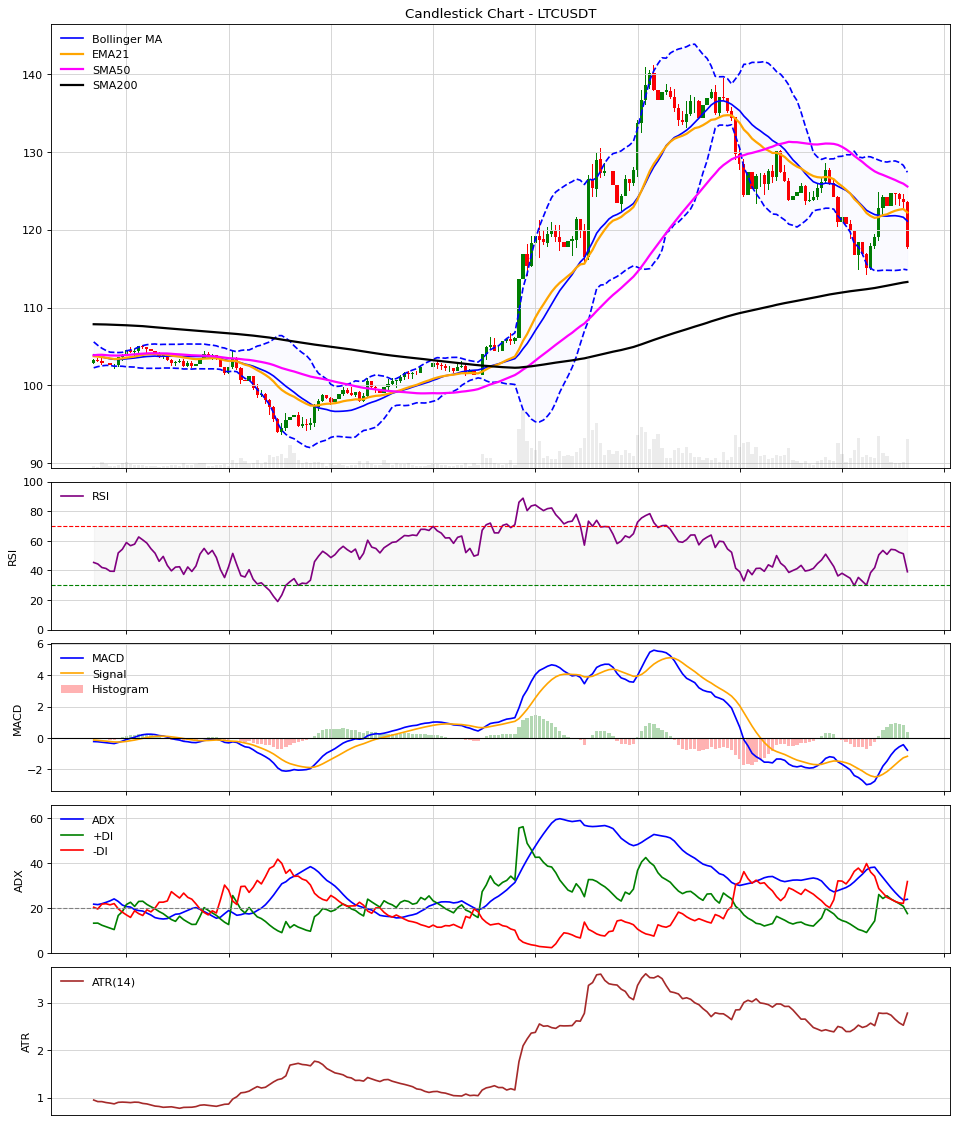 Candlestick Chart - LTCUSDT
Bollinger MA
EMA21
SMA50
SMA200
140
130
120
110
100
90
100
80
60
40
20
0
RSI
RSI
6
4
2
0
−2
MACD
MACD
Signal
Histogram
60
40
20
0
ADX
ADX
+DI
-DI
3
2
1
ATR
ATR(14)